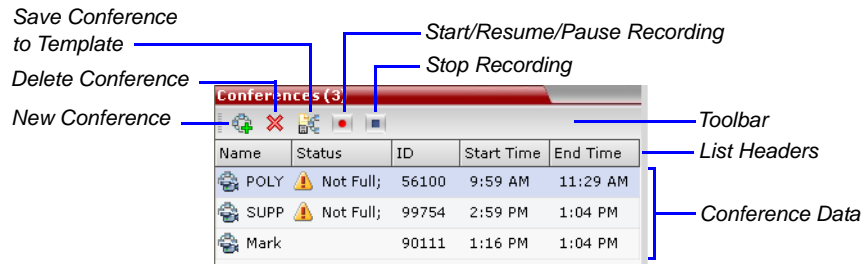 Save Conference
to Template
Start/Resume/Pause Recording
Delete Conference
Stop Recording
New Conference
Conferences (3)
Toolbar
Name Status ID Start Time End Time
List Headers
POLY Not Full; 56100 9:59 AM 11:29 AM
SUPP Not Full; 99754 2:59 PM 1:04 PM
Conference Data
Mark 90111 1:16 PM 1:04 PM